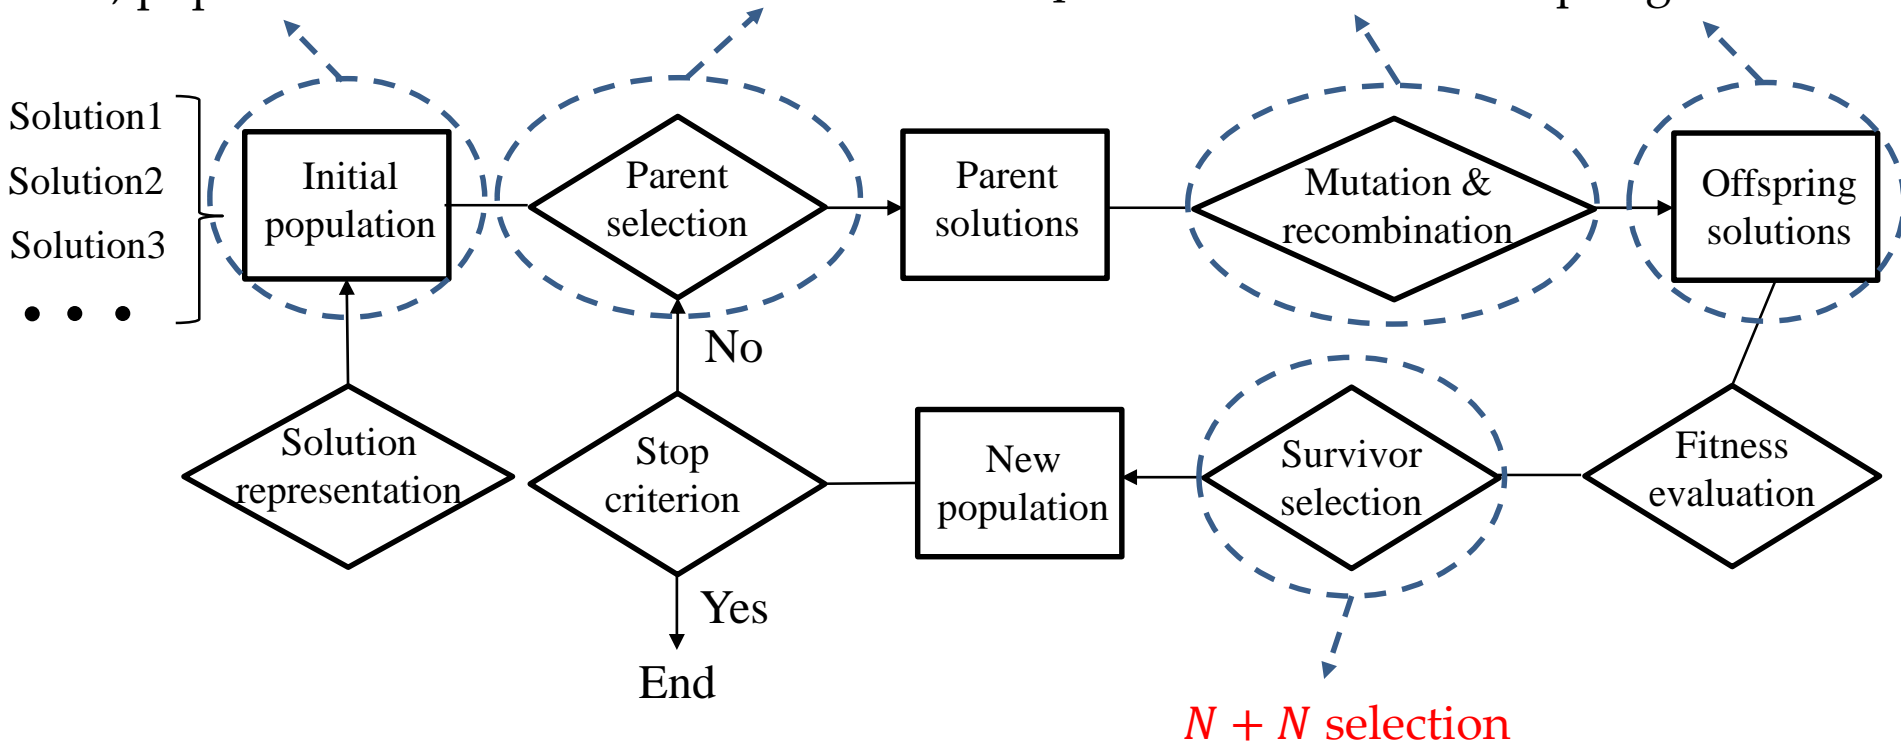 Solution1
Solution2
Solution3
• • •
Initial
population
Parent
selection
Parent
solutions
Mutation &
recombination
Offspring
solutions
No
Solution
representation
Stop
criterion
New
population
Survivor
selection
Fitness
evaluation
Yes
End
N + N selection